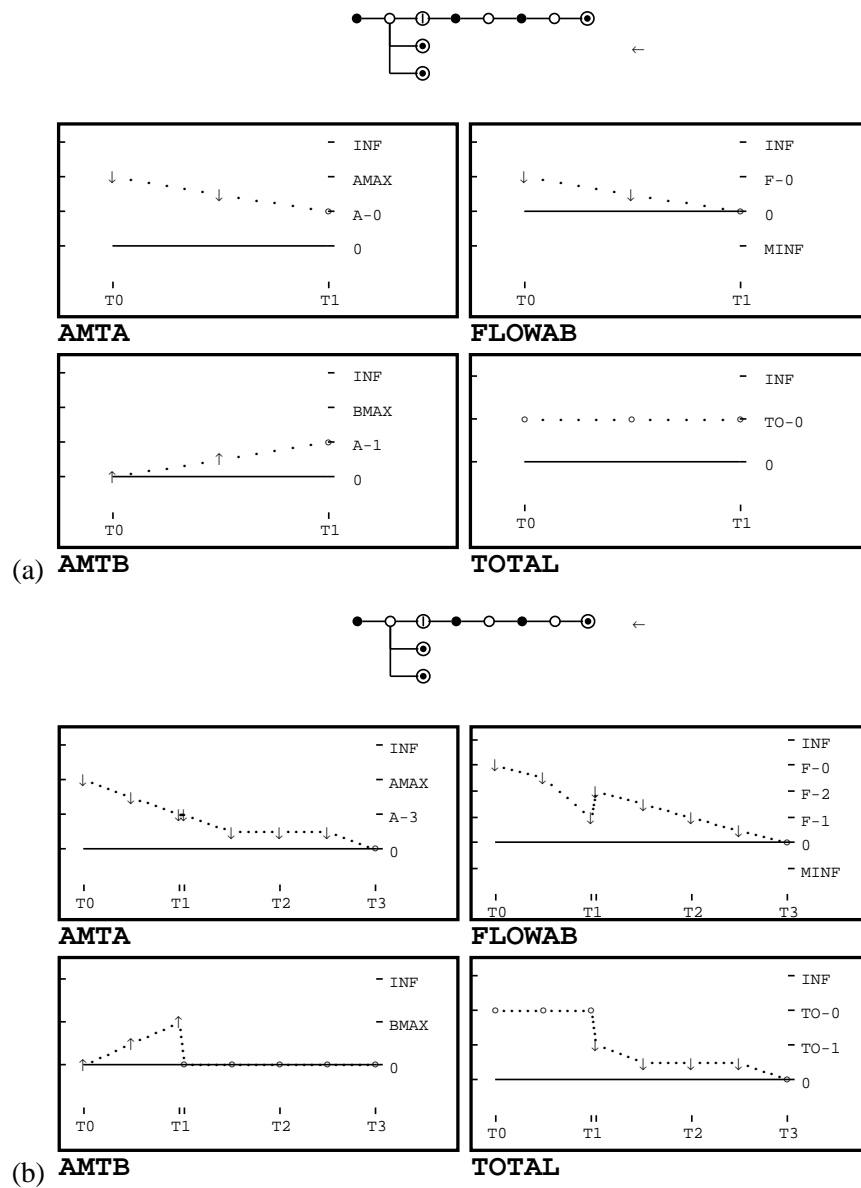 ←
INF
AMAX
A-0
0
T0 T1
AMTA
INF
F-0
0
MINF
T0 T1
FLOWAB
INF
BMAX
A-1
0
T0 T1
(a) AMTB
INF
TO-0
0
T0 T1
TOTAL
←
INF
AMAX
A-3
0
T0 T1 T2 T3
AMTA
INF
F-0
F-2
F-1
0
MINF
T0 T1 T2 T3
FLOWAB
INF
BMAX
0
T0 T1 T2 T3
(b) AMTB
INF
TO-0
TO-1
0
T0 T1 T2 T3
TOTAL